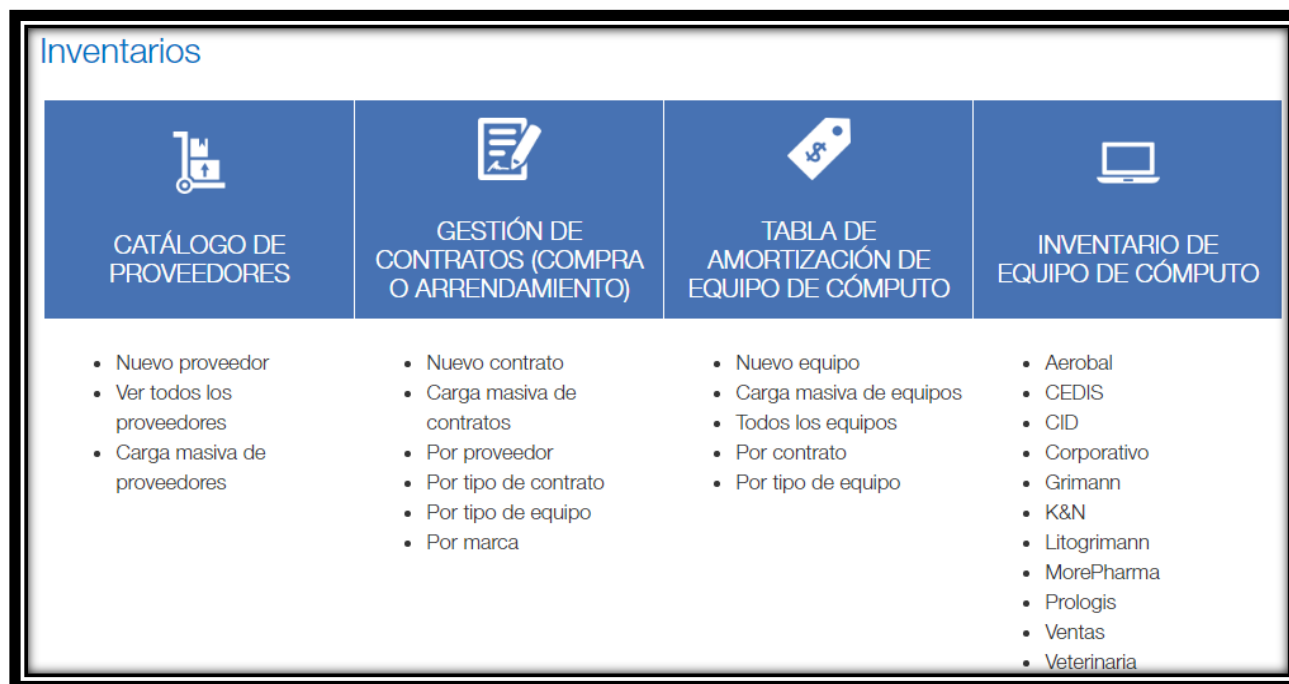 Inventarios
CATÁLOGO DE
PROVEEDORES
GESTIÓN DE
CONTRATOS (COMPRA
O ARRENDAMIENTO)
TABLA DE
AMORTIZACIÓN DE
EQUIPO DE CÓMPUTO
INVENTARIO DE
EQUIPO DE CÓMPUTO
• Nuevo proveedor
• Ver todos los
proveedores
• Carga masiva de
proveedores
• Nuevo contrato
• Carga masiva de
contratos
• Por proveedor
• Por tipo de contrato
• Por tipo de equipo
• Por marca
• Nuevo equipo
• Carga masiva de equipos
• Todos los equipos
• Por contrato
• Por tipo de equipo
• Aerobal
• CEDIS
• CID
• Corporativo
• Grimann
• K&N
• Litogrimann
• MorePharma
• Prologis
• Ventas
• Veterinaria